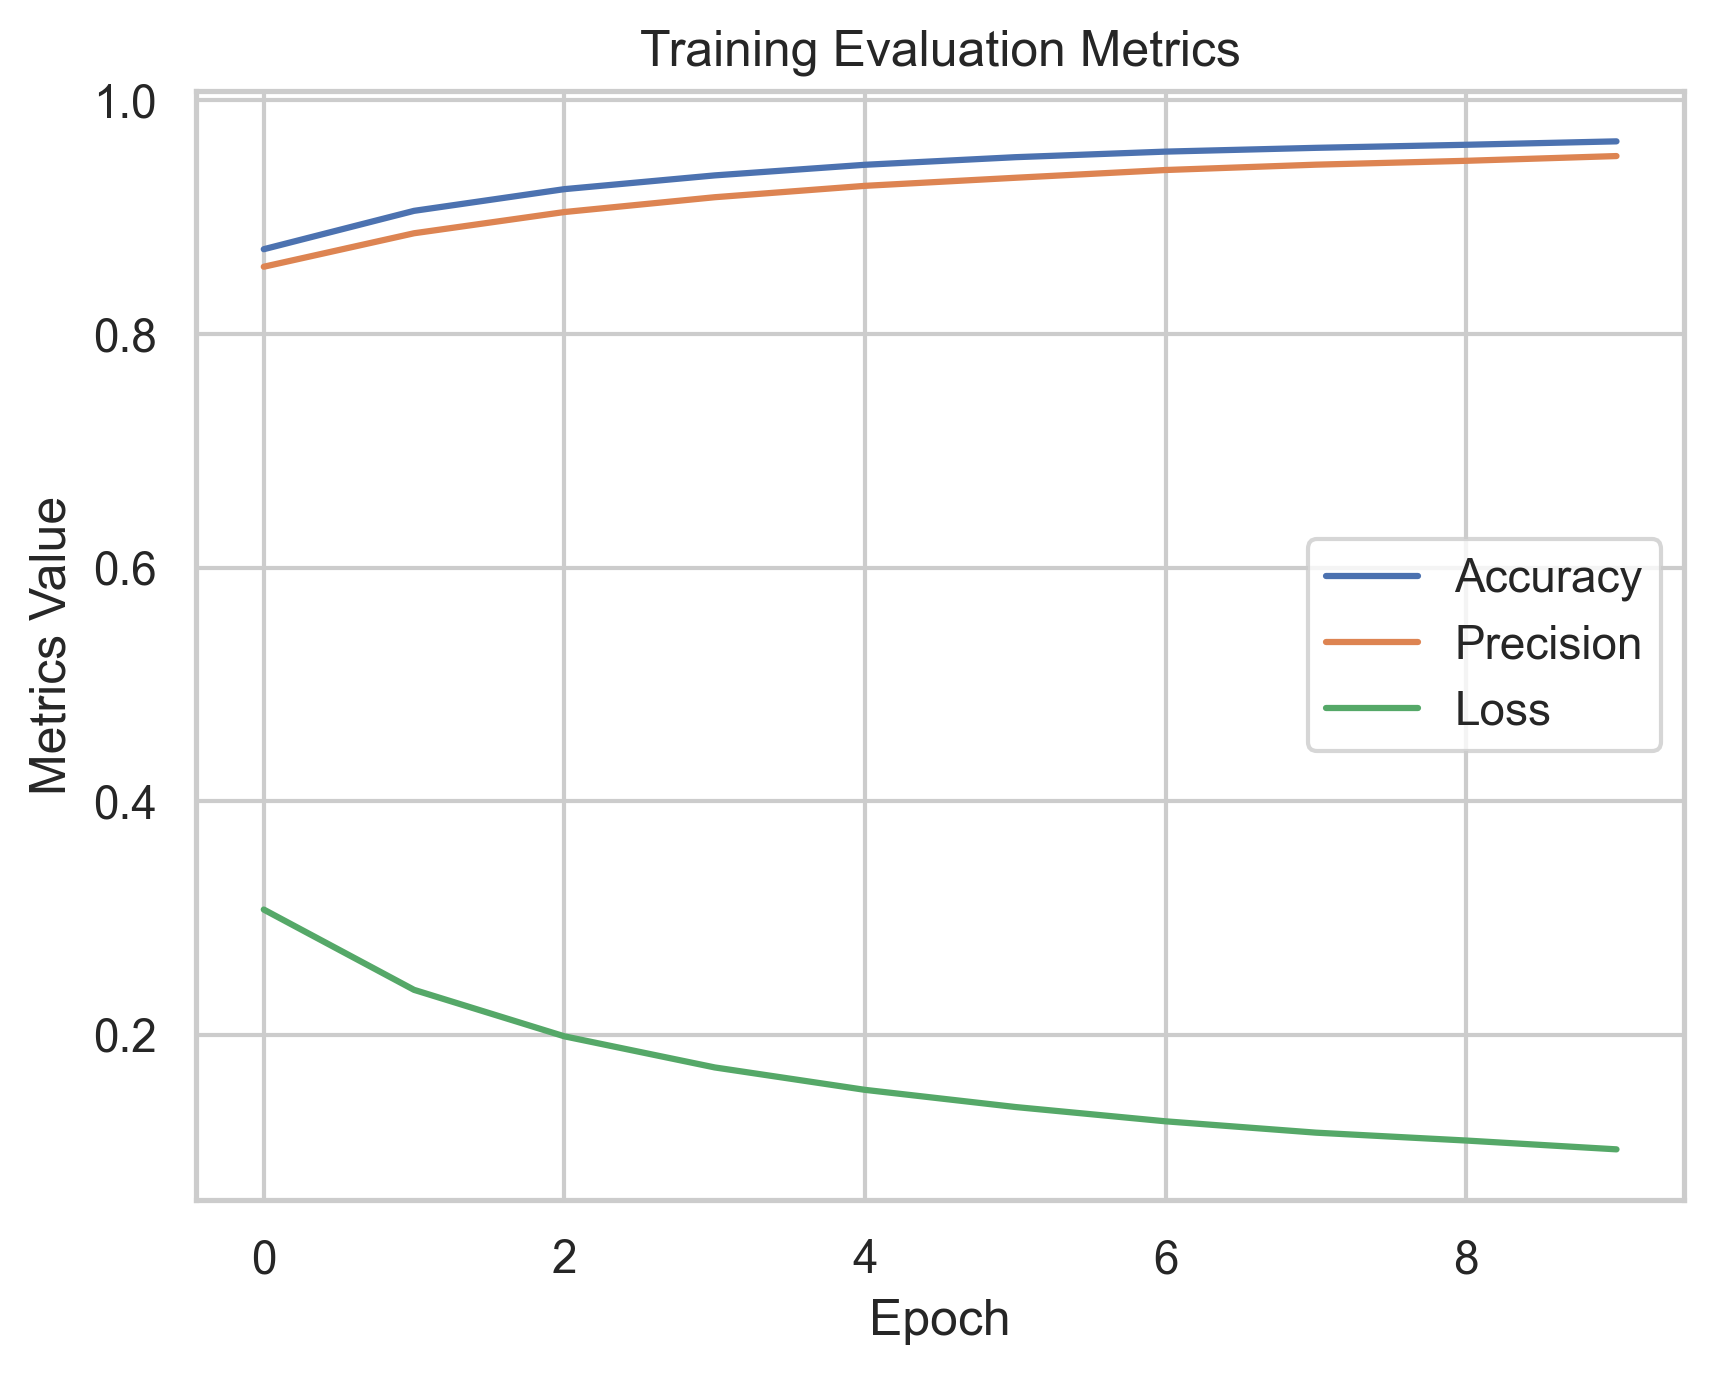 Training Evaluation Metrics
1.0
0.8
0.6
0.4
0.2
Metrics Value
Accuracy
Precision
Loss
0 2 4 6 8
Epoch